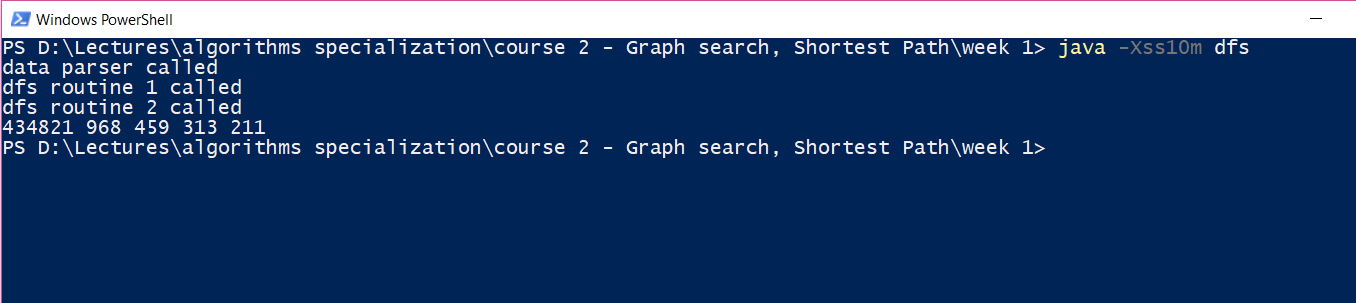 Windows PowerShell
PS D:\Lectures\algorithms specialization\course 2 - Graph search, Shortest Path\week 1> java -Xss10m dfs
data parser called
dfs routine 1 called
dfs routine 2 called
434821 968 459 313 211
PS D:\Lectures\algorithms specialization\course 2 - Graph search, Shortest Path\week 1>